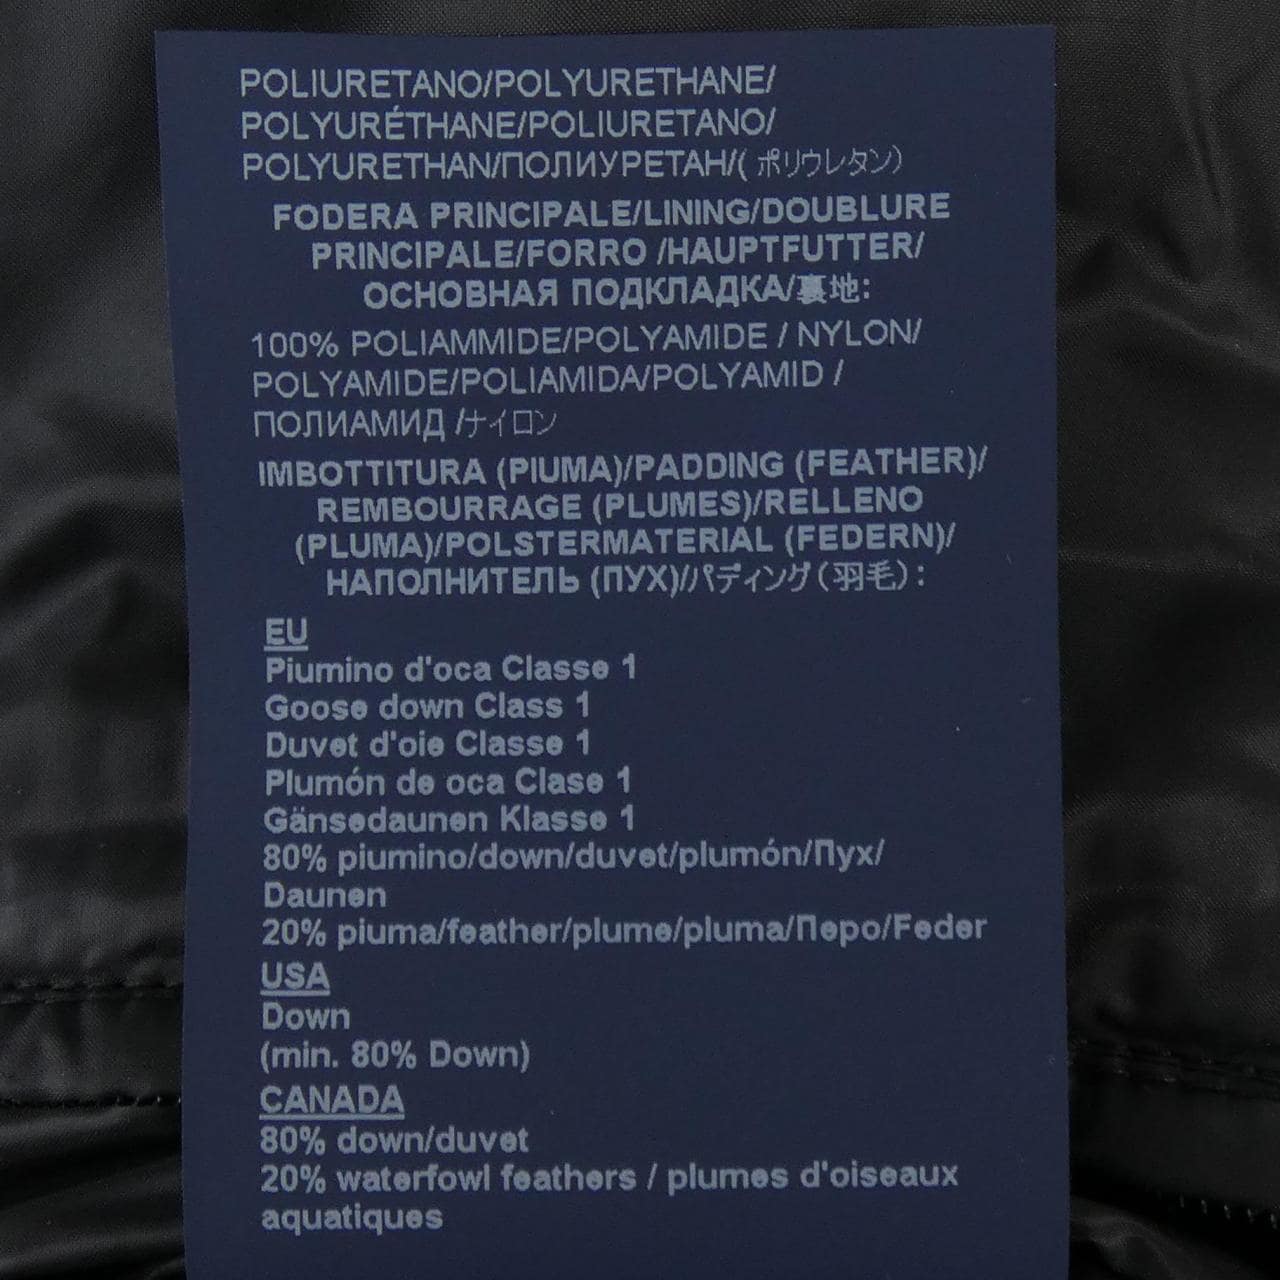 POLIURETANO/POLYURETHANE/
POLYURÉTHANE/POLIURETANO/
POLYURETHAN/ПОЛИУРЕТАН/( ポリウレタン)
FODERA PRINCIPALE/LINING/DOUBLURE
PRINCIPALE/FORRO /HAUPTFUTTER/
ОСНОВНАЯ ПОДКЛАДКА/裏地:
100% POLIAMMIDE/POLYAMIDE / NYLON/
POLYAMIDE/POLIAMIDA/POLYAMID /
ПОЛИАМИД /ナイロン
IMBOTTITURA (PIUMA)/PADDING (FEATHER)/
REMBOURRAGE (PLUMES)/RELLENO
(PLUMA)/POLSTERMATERIAL (FEDERN)/
НАПОЛНИТЕЛЬ (ПУХ)//パディング(羽毛):
EU
Piumino d'oca Classe 1
Goose down Class 1
Duvet d'oie Classe 1
Plumón de oca Clase 1
Gänsedaunen Klasse 1
80% piumino/down/duvet/plumón/Пух/
Daunen
20% piuma/feather/plume/pluma/Перо/Feder
USA
Down
(min. 80% Down)
CANADA
80% down/duvet
20% waterfowl feathers / plumes d'oiseaux
aquatiques